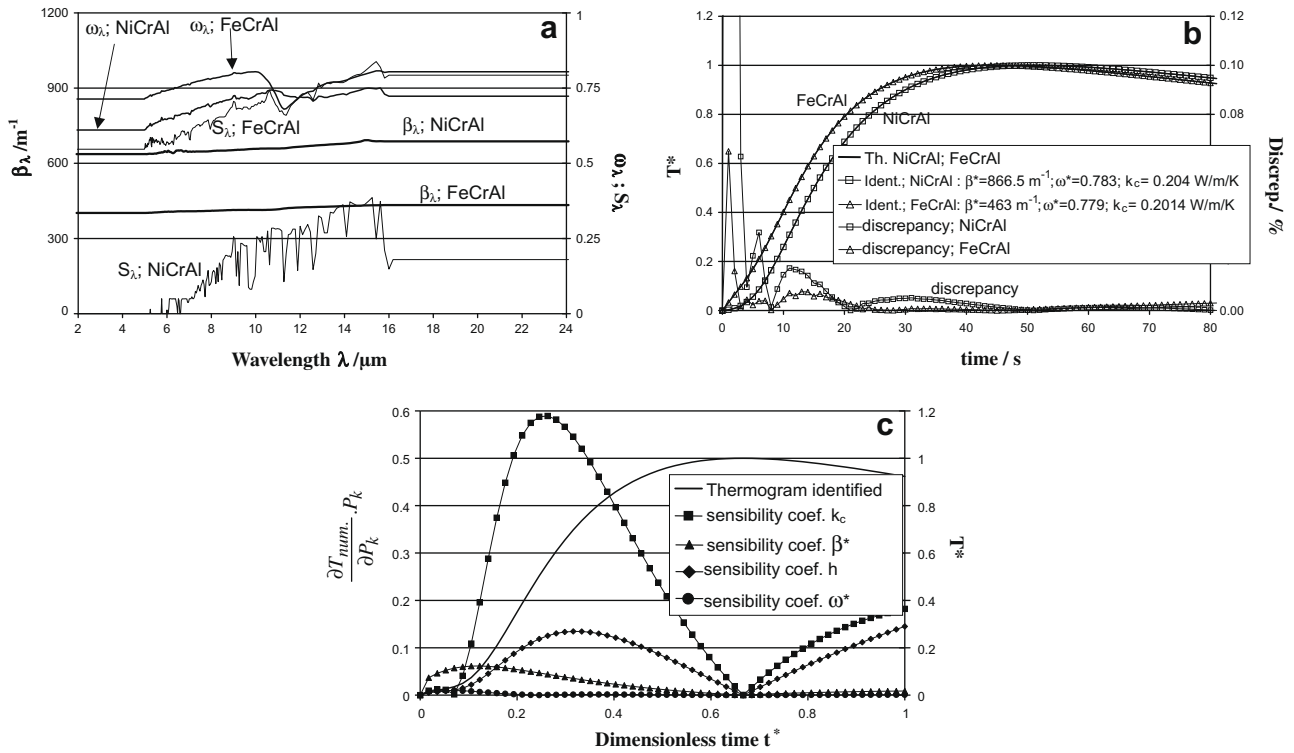 a
1200
900
600
300
0
β_λ /m⁻¹
1
0.75
0.5
0.25
0
ω_λ ; S_λ
ω_λ; NiCrAl
ω_λ; FeCrAl
S_λ; FeCrAl
β_λ; NiCrAl
β_λ; FeCrAl
S_λ; NiCrAl
2 4 6 8 10 12 14 16 18 20 22 24
Wavelength λ /μm
b
1.2
1
0.8
0.6
0.4
0.2
0
T*
0.12
0.10
0.08
0.00
Discrep./ %
FeCrAl
NiCrAl
Th. NiCrAl; FeCrAl
Ident.; NiCrAl : β*=866.5 m⁻¹;ω*=0.783; k_c= 0.204 W/m/K
Ident.; FeCrAl: β*=463 m⁻¹;ω*=0.779; k_c= 0.2014 W/m/K
discrepancy; NiCrAl
discrepancy; FeCrAl
discrepancy
0 10 20 30 40 50 60 70 80
time / s
c
0.6
0.5
0.4
0.3
0.2
0.1
0
∂T_num./∂P_k .P_k
1.2
1
0.8
0.6
0.4
0.2
0
T*
Thermogram identified
sensibility coef. k_c
sensibility coef. β*
sensibility coef. h
sensibility coef. ω*
0 0.2 0.4 0.6 0.8 1
Dimensionless time t*